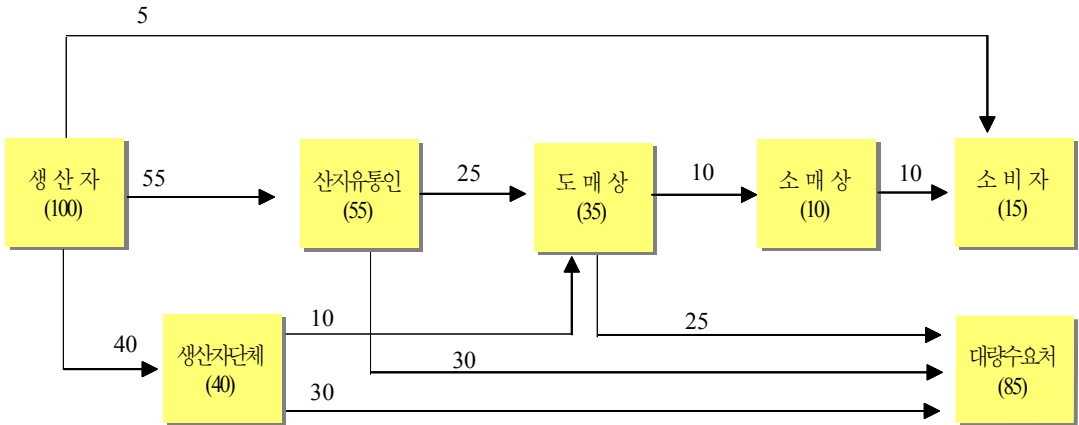 5
생 산 자
(100)
55
산지유통인
(55)
25
도 매 상
(35)
10
소 매 상
(10)
10
소 비 자
(15)
40
생산자단체
(40)
10
30
30
25
대량수요처
(85)